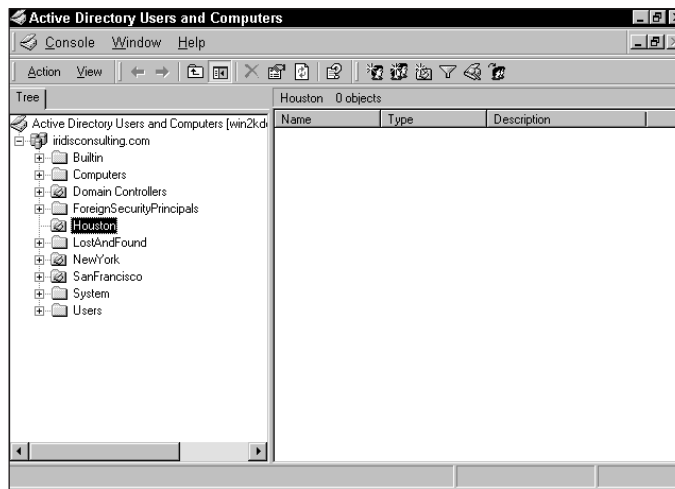 Active Directory Users and Computers
Console Window Help
Action View
Tree
Houston 0 objects
Active Directory Users and Computers [win2kd
Name Type Description
iridisconsulting.com
Builtin
Computers
Domain Controllers
ForeignSecurityPrincipals
Houston
LostAndFound
NewYork
SanFrancisco
System
Users